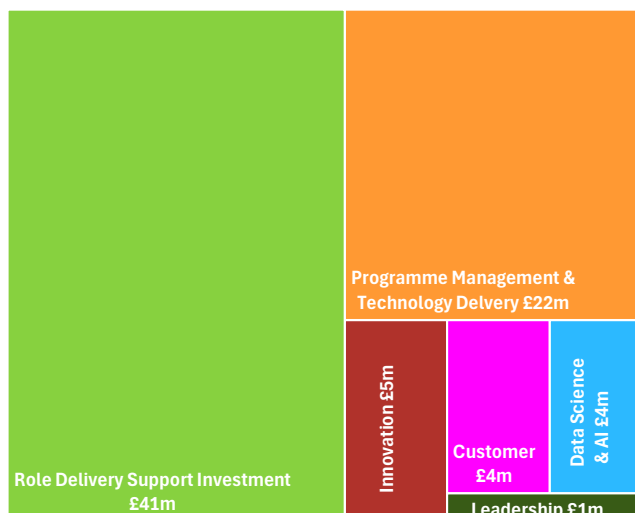 Programme Management &
Technology Delvery £22m
Innovation £5m
Customer
£4m
Data Science
& AI £4m
Role Delivery Support Investment
£41m
Leadership £1m